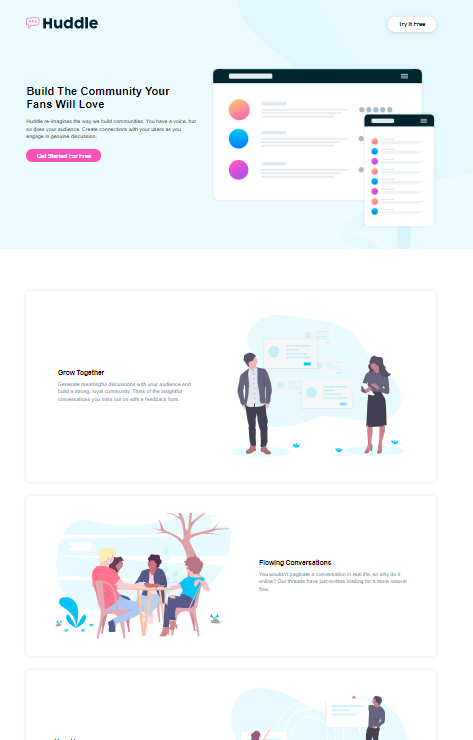 Huddle
Try It Free
Build The Community Your
Fans Will Love
Huddle re-imagines the way we build communities. You have a voice, but
so does your audience. Create connections with your users as you
engage in genuine discussion.
Get Started For Free
Grow Together
Generate meaningful discussions with your audience and
build a strong, loyal community. Think of the insightful
conversations you miss out on with a feedback form.
Flowing Conversations
You wouldn't paginate a conversation in real life, so why do it
online? Our threads have just-in-time loading for a more natural
flow.